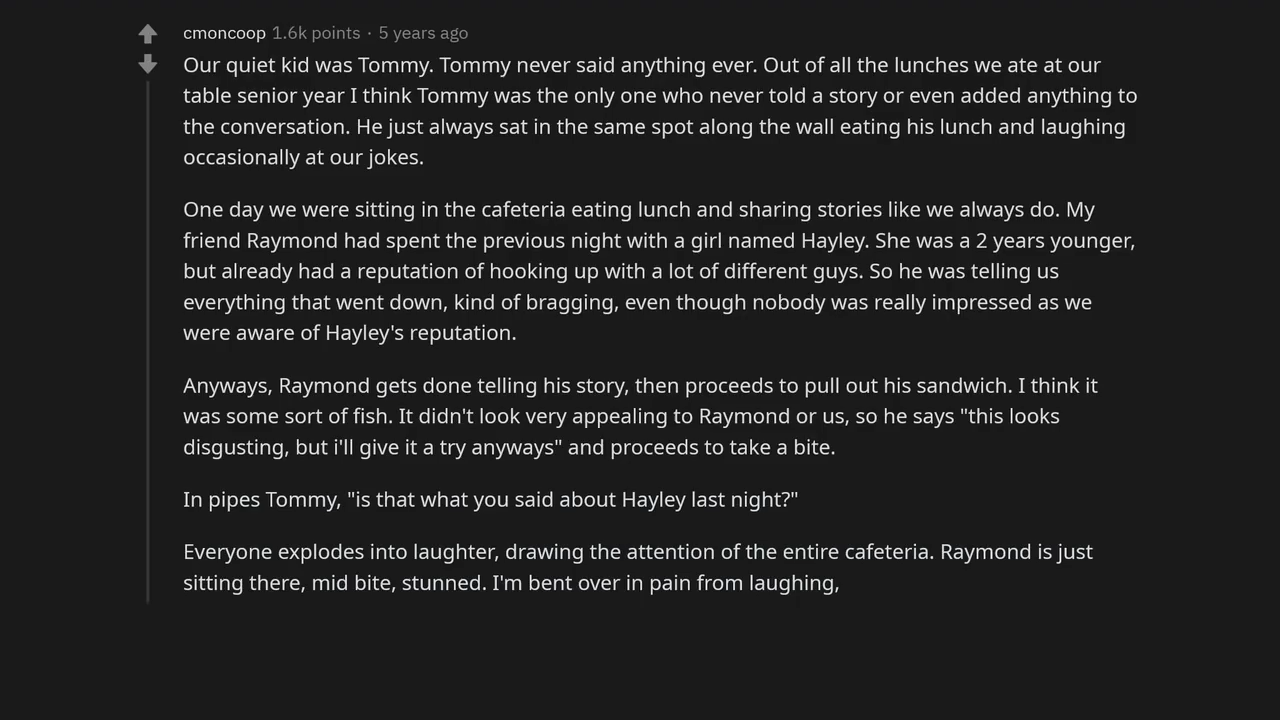 cmoncoop 1.6k points · 5 years ago
Our quiet kid was Tommy. Tommy never said anything ever. Out of all the lunches we ate at our
table senior year I think Tommy was the only one who never told a story or even added anything to
the conversation. He just always sat in the same spot along the wall eating his lunch and laughing
occasionally at our jokes.
One day we were sitting in the cafeteria eating lunch and sharing stories like we always do. My
friend Raymond had spent the previous night with a girl named Hayley. She was a 2 years younger,
but already had a reputation of hooking up with a lot of different guys. So he was telling us
everything that went down, kind of bragging, even though nobody was really impressed as we
were aware of Hayley's reputation.
Anyways, Raymond gets done telling his story, then proceeds to pull out his sandwich. I think it
was some sort of fish. It didn't look very appealing to Raymond or us, so he says "this looks
disgusting, but i'll give it a try anyways" and proceeds to take a bite.
In pipes Tommy, "is that what you said about Hayley last night?"
Everyone explodes into laughter, drawing the attention of the entire cafeteria. Raymond is just
sitting there, mid bite, stunned. I'm bent over in pain from laughing,